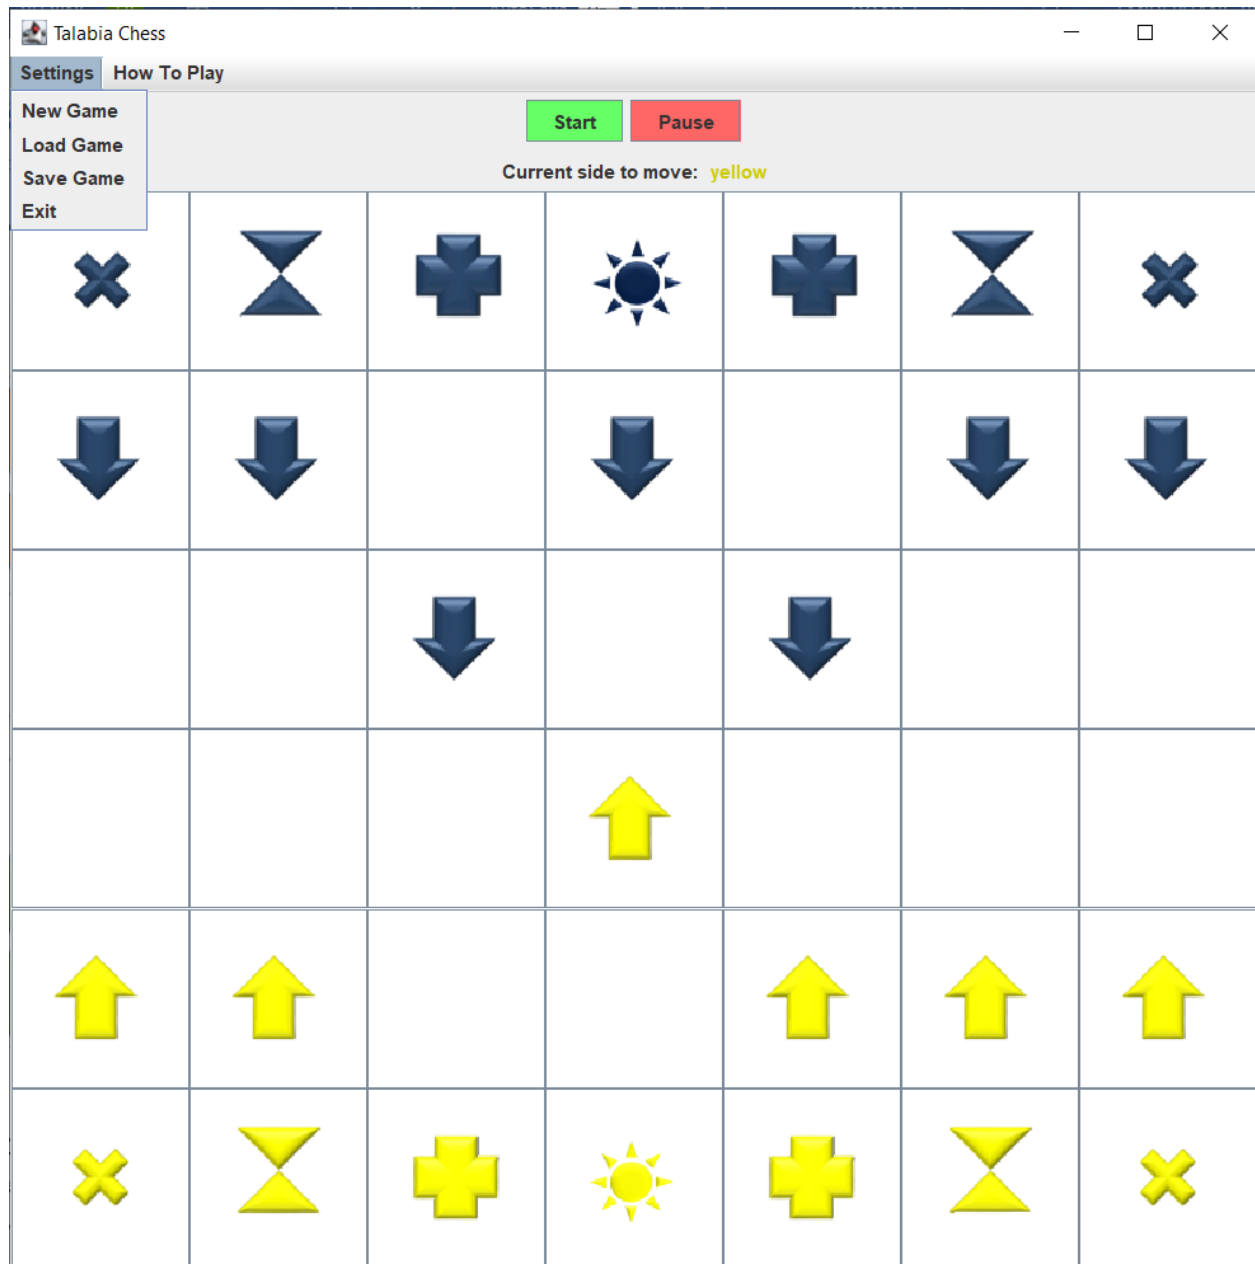 Talabia Chess
Settings How To Play
New Game
Load Game
Save Game
Exit
Start Pause
Current side to move: yellow